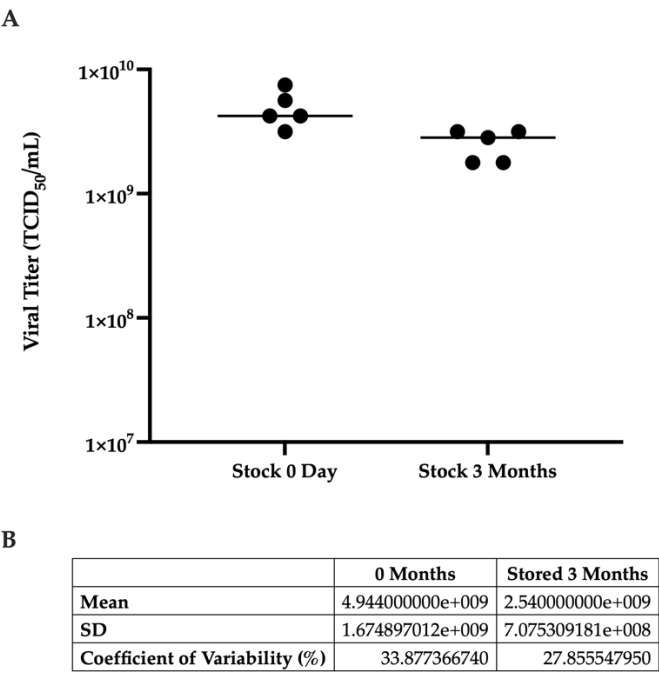 A
1×10¹⁰
1×10⁹
1×10⁸
1×10⁷
Viral Titer (TCID₅₀/mL)
Stock 0 Day Stock 3 Months
B
0 Months Stored 3 Months
Mean 4.944000000e+009 2.540000000e+009
SD 1.674897012e+009 7.075309181e+008
Coefficient of Variability (%) 33.877366740 27.855547950